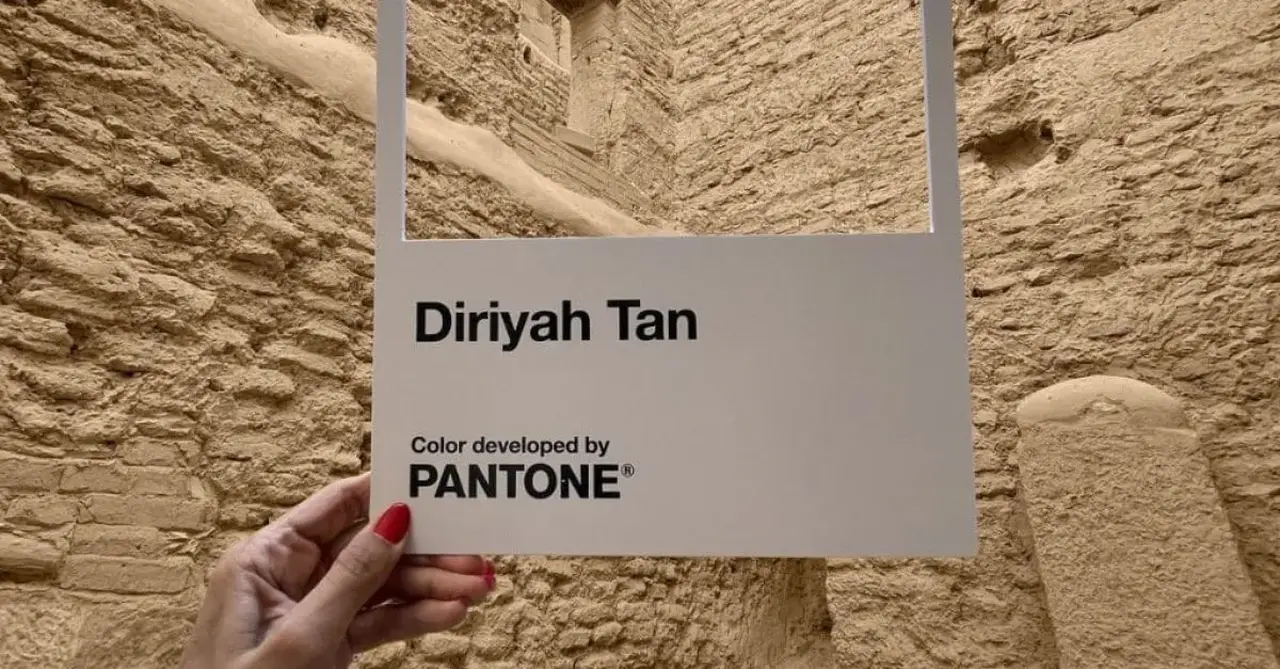 Diriyah Tan
Color developed by
PANTONE®